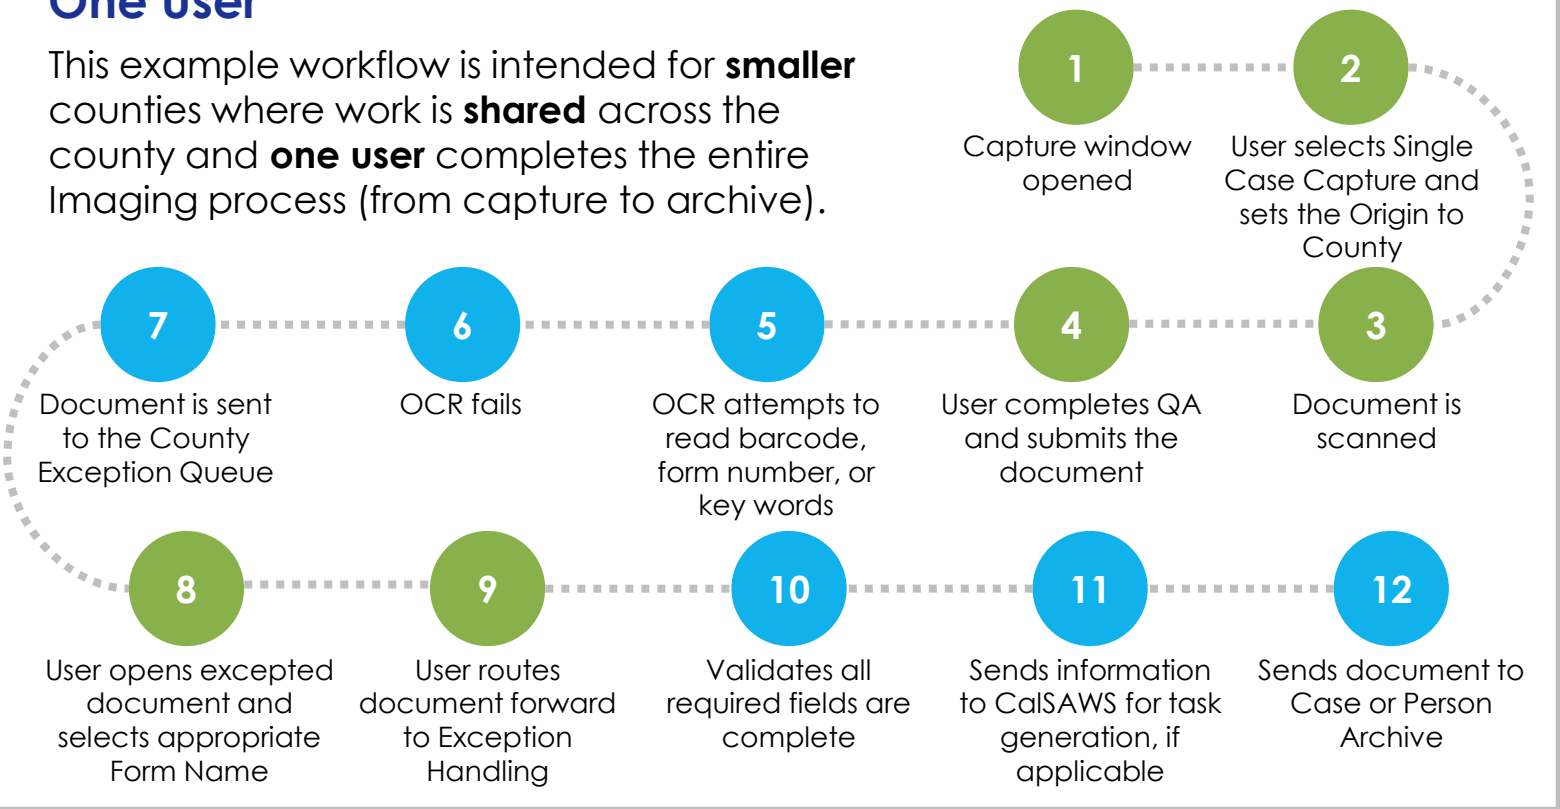 One User
This example workflow is intended for smaller
counties where work is shared across the
county and one user completes the entire
Imaging process (from capture to archive).
1
Capture window
opened
2
User selects Single
Case Capture and
sets the Origin to
County
3
Document is
scanned
4
User completes QA
and submits the
document
5
OCR attempts to
read barcode,
form number, or
key words
6
OCR fails
7
Document is sent
to the County
Exception Queue
8
User opens excepted
document and
selects appropriate
Form Name
9
User routes
document forward
to Exception
Handling
10
Validates all
required fields are
complete
11
Sends information
to CalSAWS for task
generation, if
applicable
12
Sends document to
Case or Person
Archive